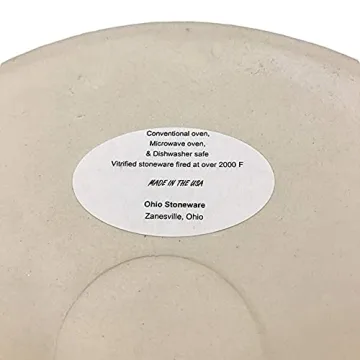 Conventional oven,
Microwave oven,
& Dishwasher safe
Vitrified stoneware fired at over 2000 F
MADE IN THE USA
Ohio Stoneware
Zanesville, Ohio